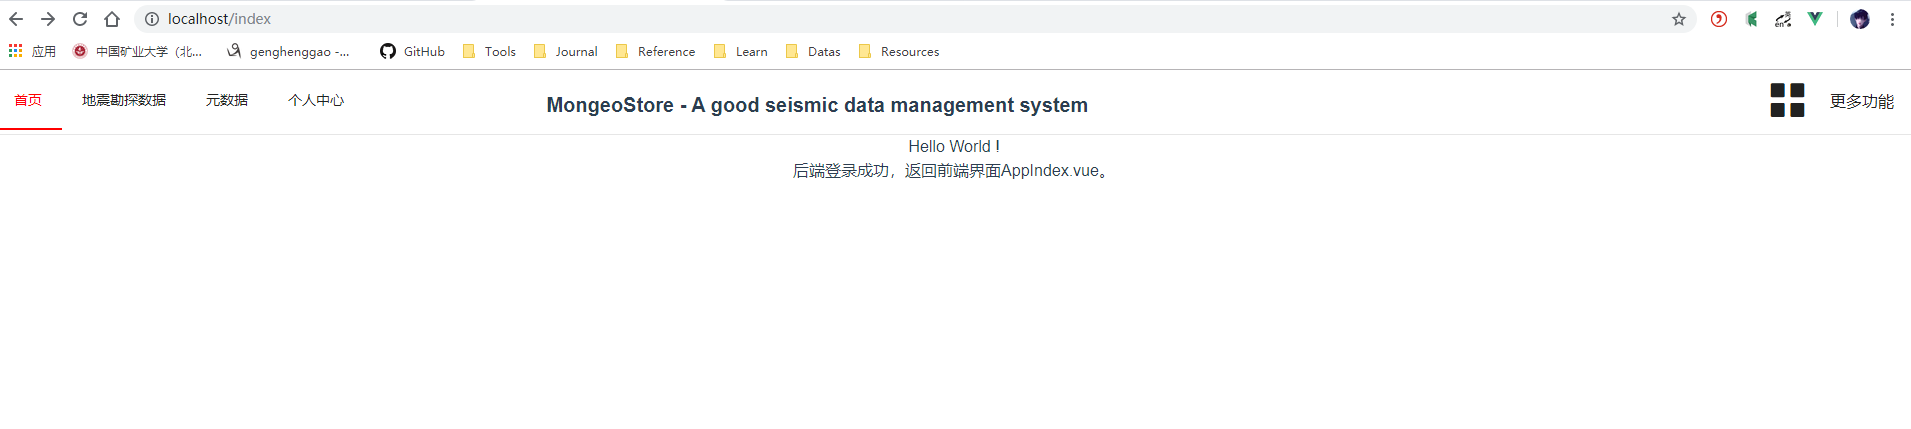 localhost/index
应用 中国矿业大学（北... genghenggao -... GitHub Tools Journal Reference Learn Datas Resources
首页 地震勘探数据 元数据 个人中心 MongeoStore - A good seismic data management system 更多功能
Hello World !
后端登录成功，返回前端界面AppIndex.vue。